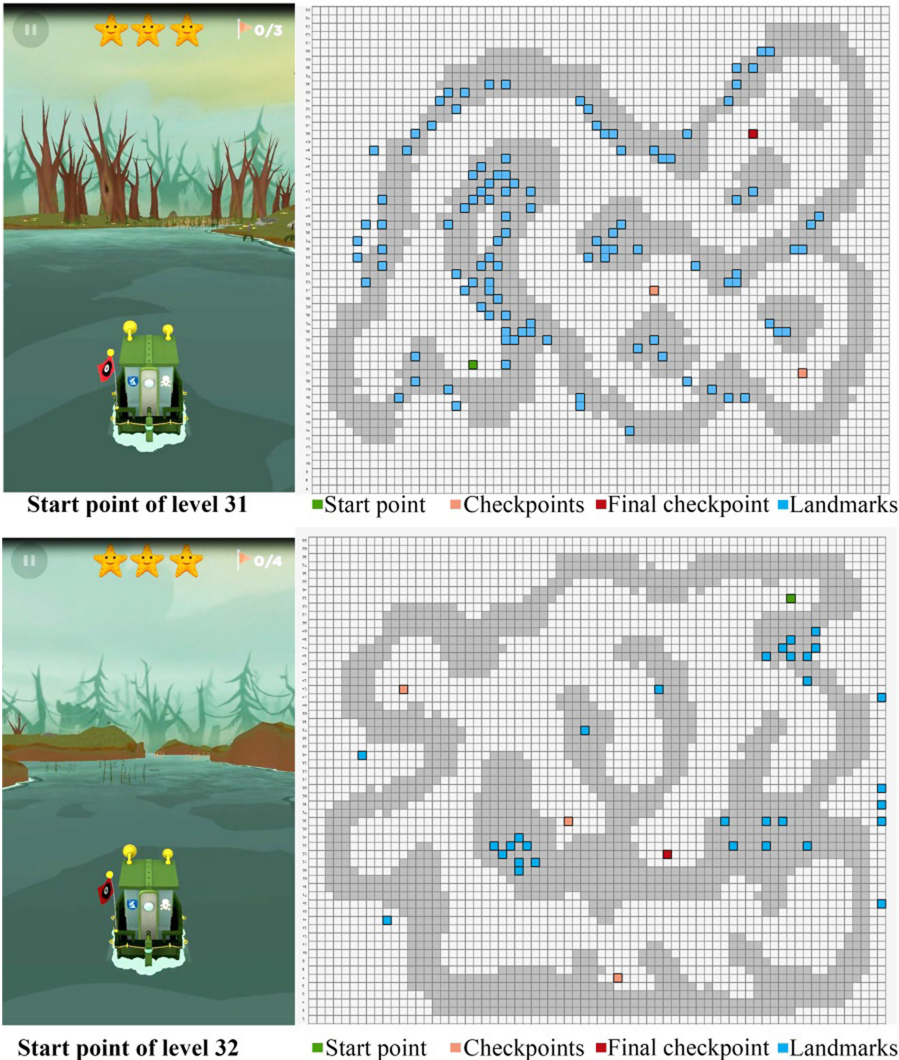 0/3
Start point of level 31
Start point
Checkpoints
Final checkpoint
Landmarks
0/4
Start point of level 32
Start point
Checkpoints
Final checkpoint
Landmarks